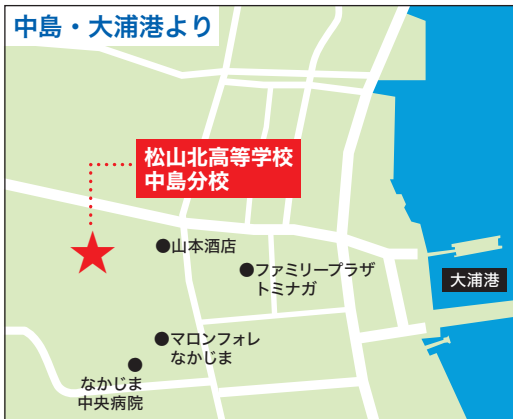 中島・大浦港より
松山北高等学校
中島分校
●山本酒店
●ファミリープラザ
トミナガ
大浦港
●マロンフォレ
なかじま
なかじま
中央病院